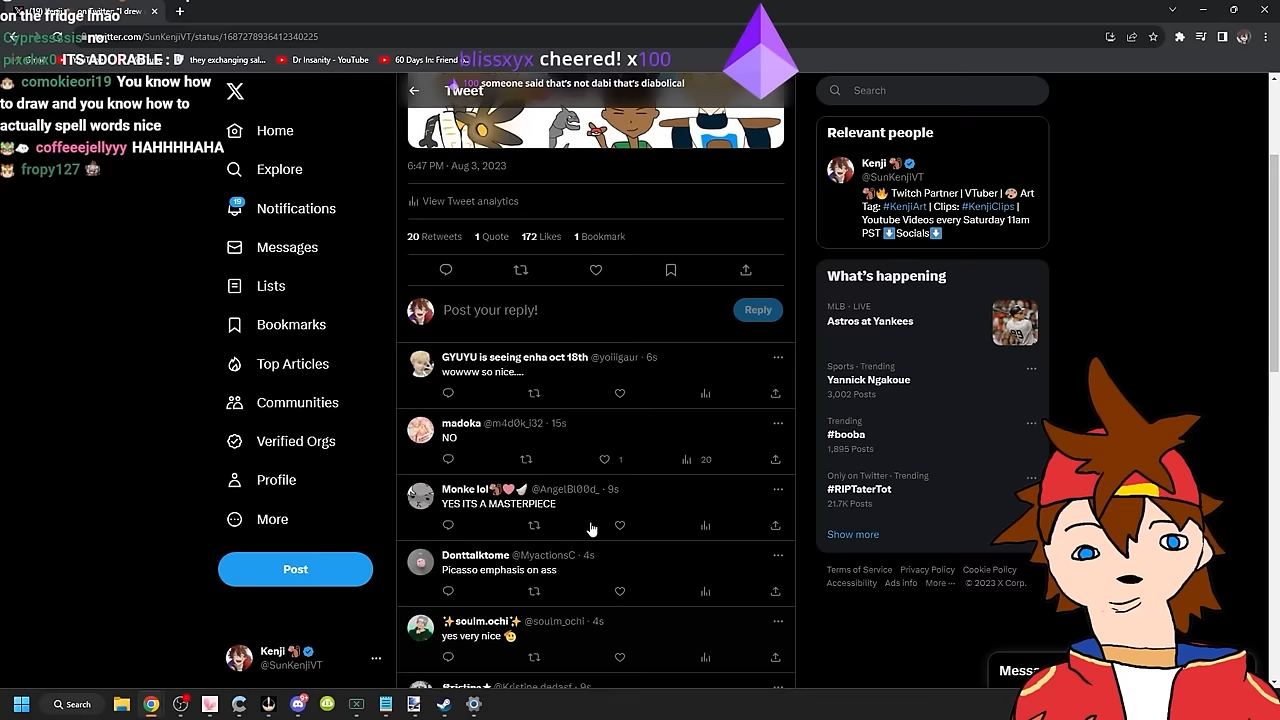 on the fridge lmao
Cypressssis no
ITS ADORABLE : D
comokieori19 You know how
to draw and you know how to
actually spell words nice
coffeeejellyyy HAHHHHAHA
fropy127
(19)
on Twitter: "I drew
twitter.com/SunKenjiVT/status/1687278936412340225
they exchanging sal...
Dr Insanity - YouTube
60 Days In: Friend
blissxyx cheered! x100
100 someone said that's not dabi that's diabolical
Home
Explore
19
Notifications
Messages
Lists
Bookmarks
Top Articles
Communities
Verified Orgs
Profile
More
Post
Kenji
@SunKenjiVT
Tweet
6:47 PM · Aug 3, 2023
View Tweet analytics
20 Retweets 1 Quote 172 Likes 1 Bookmark
Post your reply!
Reply
GYUYU is seeing enha oct 18th @yoiiigaur · 6s
wowww so nice....
madoka @m4d0k_i32 · 15s
NO
1 20
Monke lol @AngelBl00d_ · 9s
YES ITS A MASTERPIECE
Donttalktome @MyactionsC · 4s
Picasso emphasis on ass
soulm.ochi @soulm_ochi · 4s
yes very nice
Search
Relevant people
Kenji
@SunKenjiVT
Twitch Partner | VTuber | Art
Tag: #KenjiArt | Clips: #KenjiClips |
Youtube Videos every Saturday 11am
PST Socials
What's happening
MLB · LIVE
Astros at Yankees
Sports · Trending
Yannick Ngakoue
3,002 Posts
Trending
#booba
1,895 Posts
Only on Twitter · Trending
#RIPTaterTot
21.7K Posts
Show more
Terms of Service Privacy Policy Cookie Policy
Accessibility Ads info More ··· © 2023 X Corp.
Messa
Search